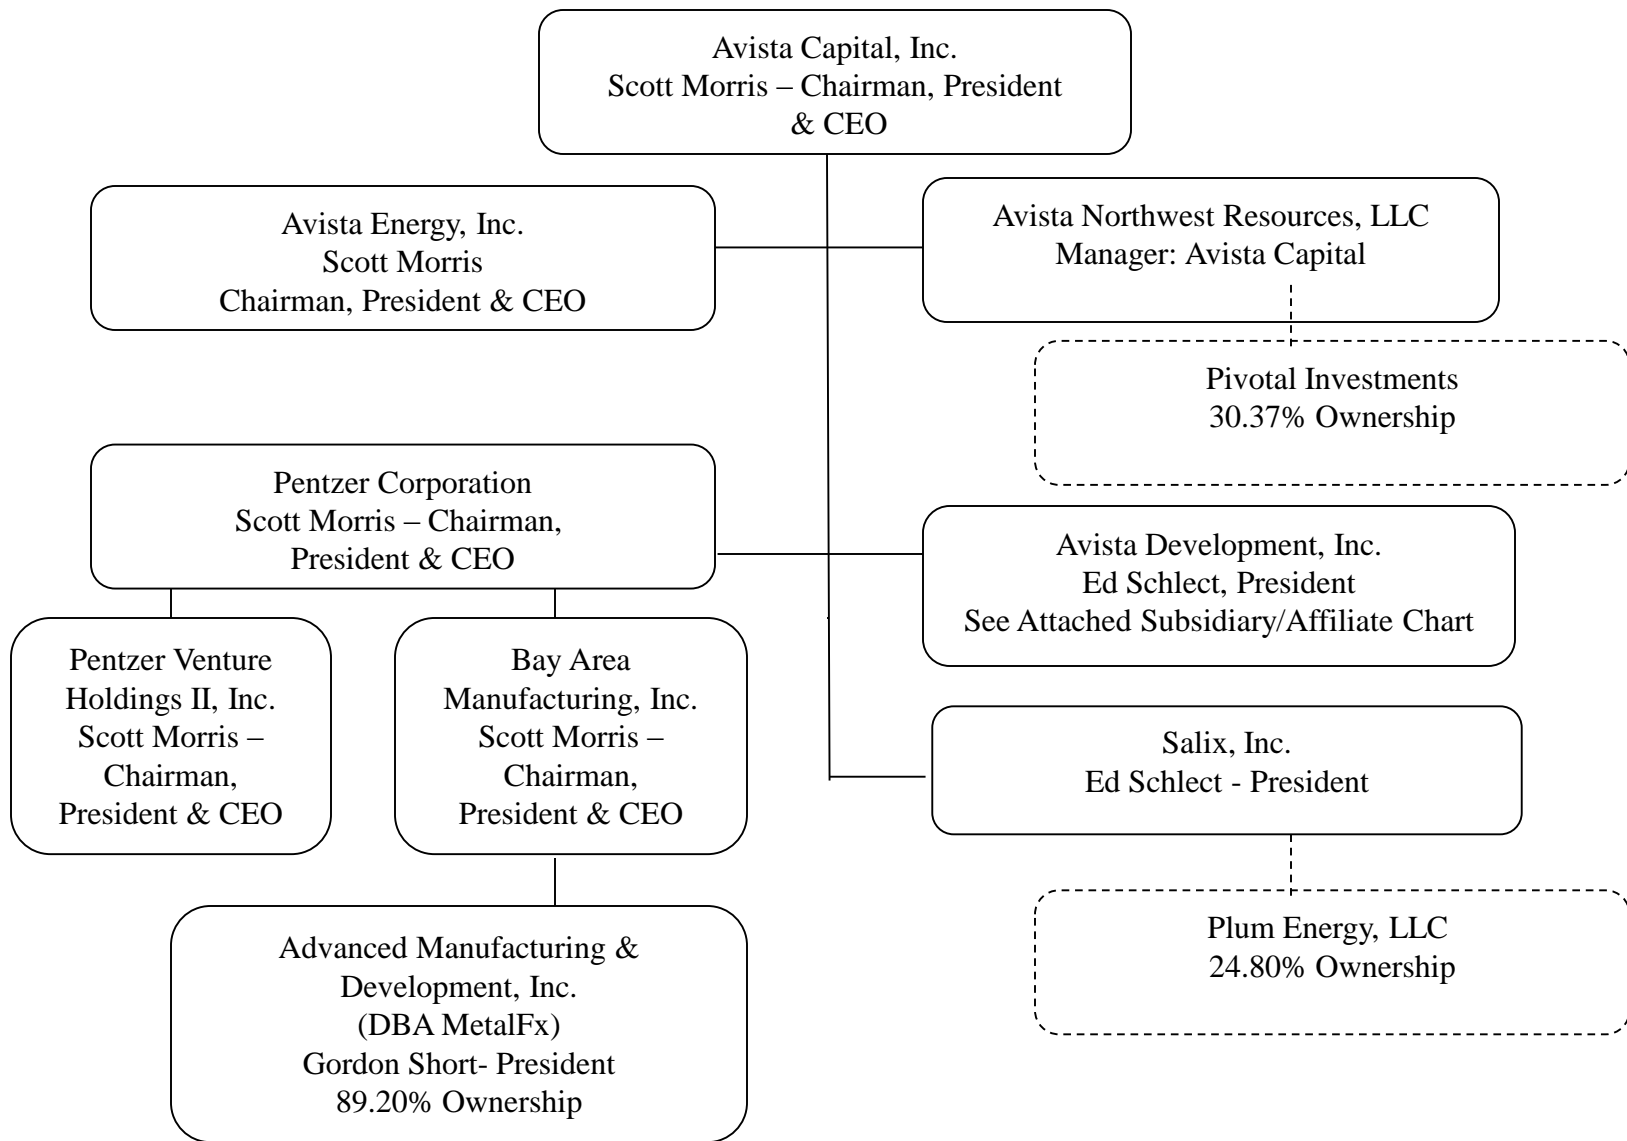 Avista Capital, Inc.
Scott Morris – Chairman, President
& CEO
Avista Energy, Inc.
Scott Morris
Chairman, President & CEO
Avista Northwest Resources, LLC
Manager: Avista Capital
Pivotal Investments
30.37% Ownership
Pentzer Corporation
Scott Morris – Chairman,
President & CEO
Avista Development, Inc.
Ed Schlect, President
See Attached Subsidiary/Affiliate Chart
Pentzer Venture
Holdings II, Inc.
Scott Morris –
Chairman,
President & CEO
Bay Area
Manufacturing, Inc.
Scott Morris –
Chairman,
President & CEO
Salix, Inc.
Ed Schlect - President
Advanced Manufacturing &
Development, Inc.
(DBA MetalFx)
Gordon Short- President
89.20% Ownership
Plum Energy, LLC
24.80% Ownership